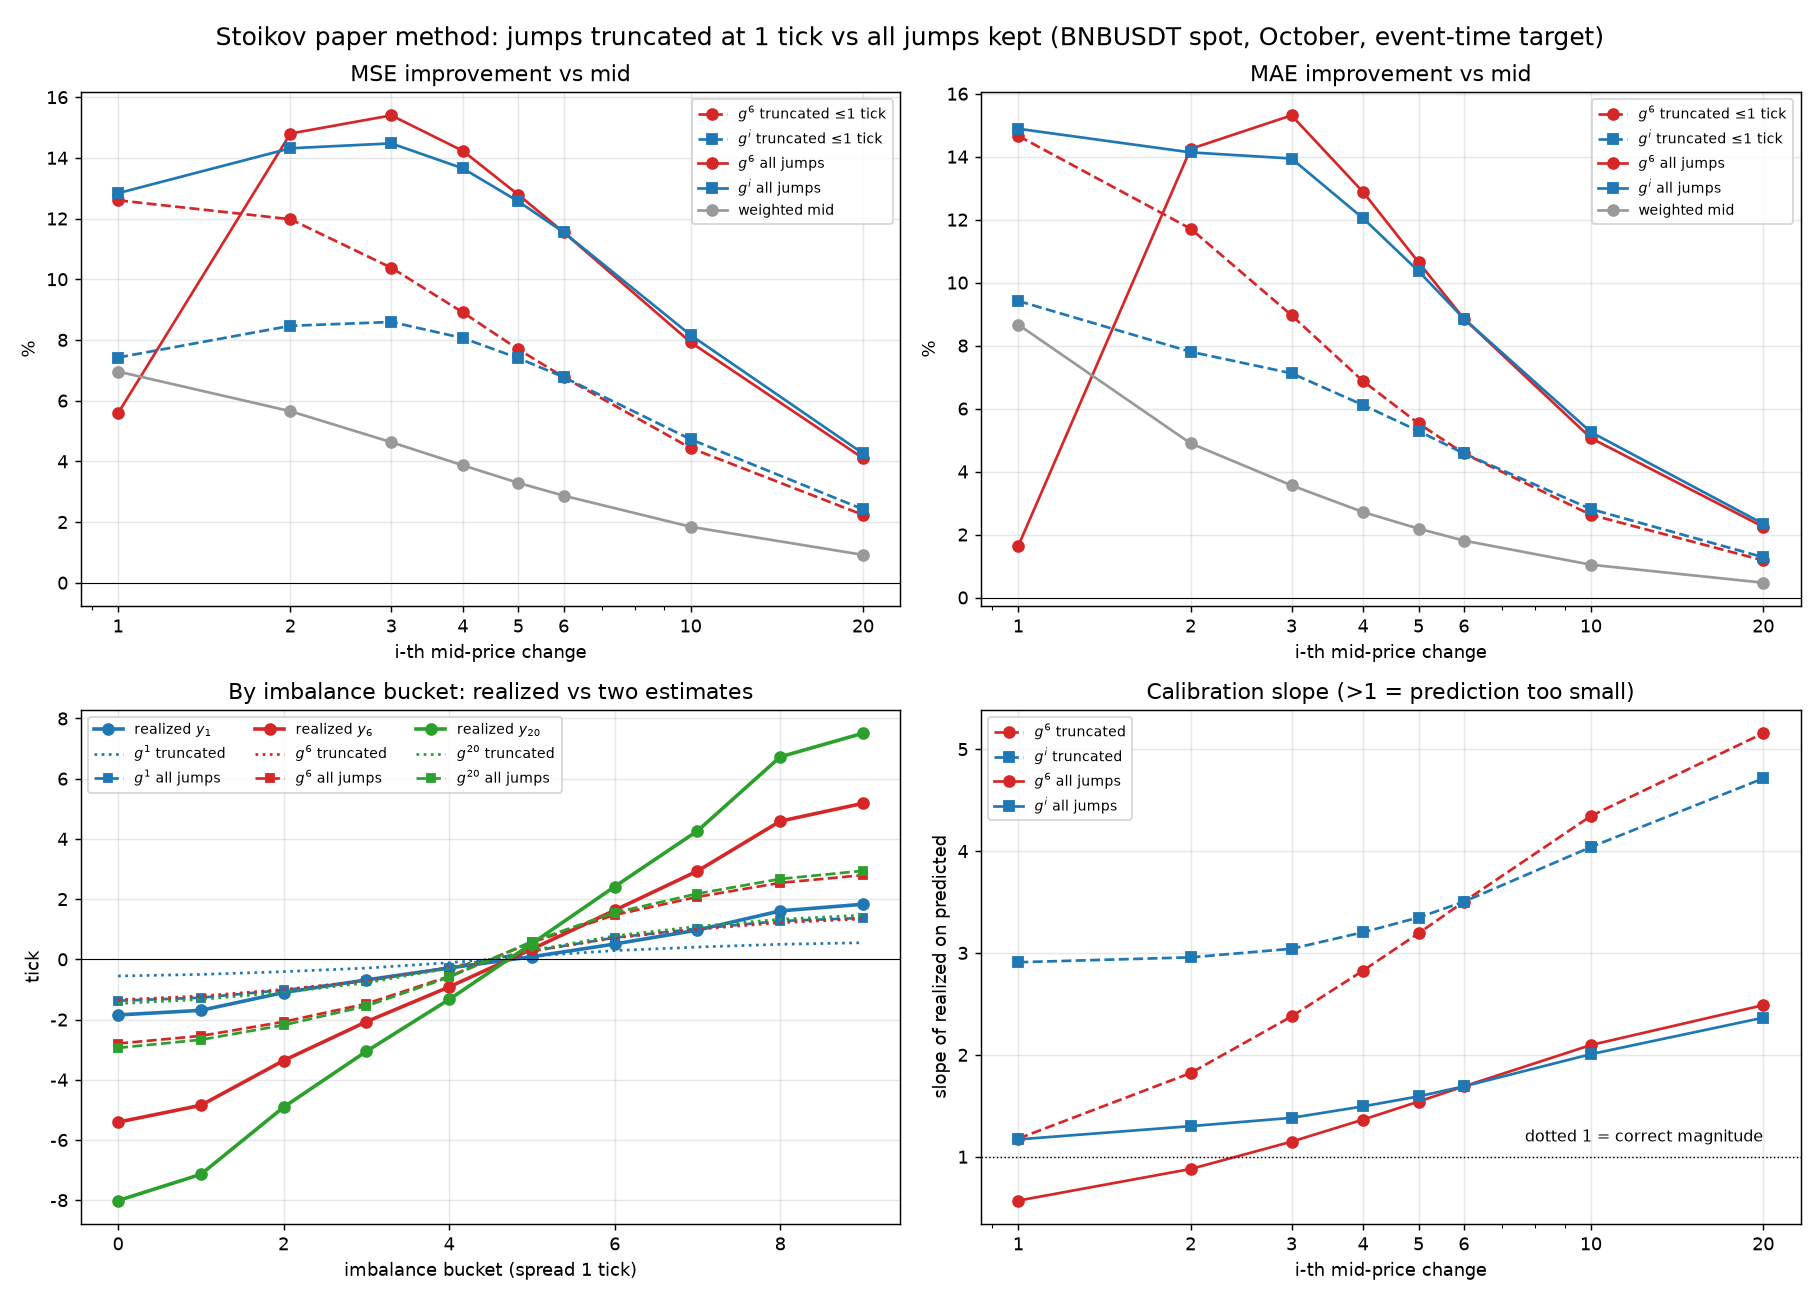 Stoikov paper method: jumps truncated at 1 tick vs all jumps kept (BNBUSDT spot, October, event-time target)
MSE improvement vs mid
16
14
12
10
8
6
4
2
0
%
g⁶ truncated ≤1 tick
gⁱ truncated ≤1 tick
g⁶ all jumps
gⁱ all jumps
weighted mid
1 2 3 4 5 6 10 20
i-th mid-price change
MAE improvement vs mid
16
14
12
10
8
6
4
2
0
%
g⁶ truncated ≤1 tick
gⁱ truncated ≤1 tick
g⁶ all jumps
gⁱ all jumps
weighted mid
1 2 3 4 5 6 10 20
i-th mid-price change
By imbalance bucket: realized vs two estimates
8
6
4
2
0
-2
-4
-6
-8
tick
realized y₁ realized y₆ realized y₂₀
g¹ truncated g⁶ truncated g²⁰ truncated
g¹ all jumps g⁶ all jumps g²⁰ all jumps
0 2 4 6 8
imbalance bucket (spread 1 tick)
Calibration slope (>1 = prediction too small)
5
4
3
2
1
slope of realized on predicted
g⁶ truncated
gⁱ truncated
g⁶ all jumps
gⁱ all jumps
dotted 1 = correct magnitude
1 2 3 4 5 6 10 20
i-th mid-price change